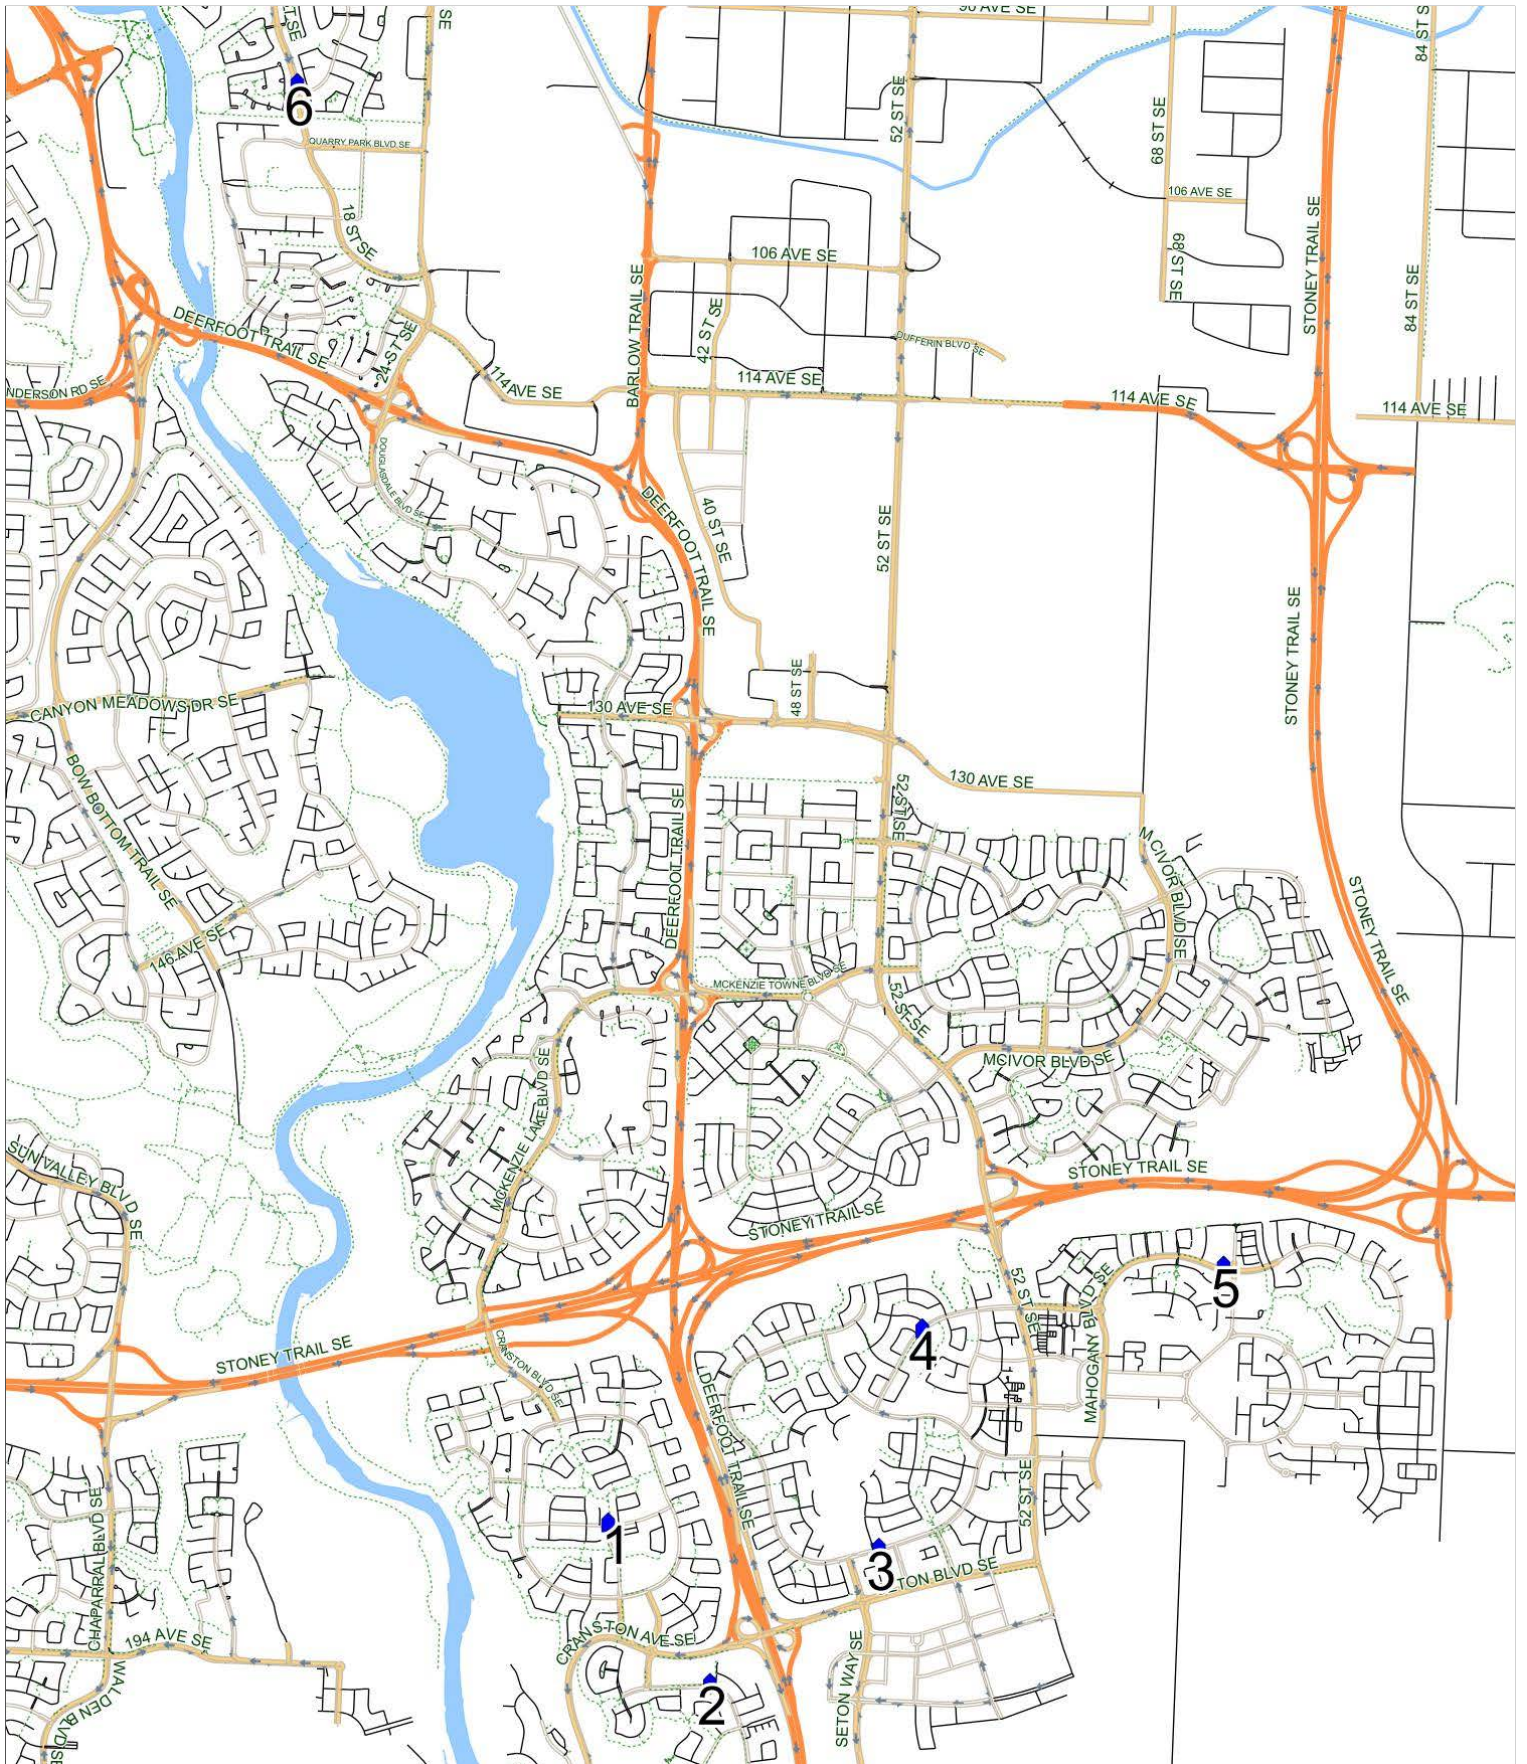 ST SE
SE
90 AVE SE
84 ST S
6
QUARRY PARK BLVD SE
52 ST SE
68 ST SE
106 AVE SE
18 ST SE
STONEY TRAIL SE
106 AVE SE
68 ST SE
84 ST SE
DEERFOOT TRAIL SE
BARLOW TRAIL SE
42 ST SE
DUFFERIN BLVD SE
24 ST SE
NDERSON RD SE
114 AVE SE
114 AVE SE
114 AVE SE
114 AVE SE
DOUGLASDALE BLVD SE
DEERFOOT TRAIL SE
40 ST SE
52 ST SE
STONEY TRAIL SE
CANYON MEADOWS DR SE
130 AVE SE
48 ST SE
130 AVE SE
BOW BOTTOM TRAIL SE
DEERFOOT TRAIL SE
52 ST SE
MCIVOR BLVD SE
STONEY TRAIL SE
146 AVE SE
MCKENZIE TOWNE BLVD SE
52 ST SE
MCIVOR BLVD SE
MCKENZIE LAKE BLVD SE
SUN VALLEY BLVD SE
STONEY TRAIL SE
STONEY TRAIL SE
5
52 ST SE
MAHOGANY BLVD SE
4
STONEY TRAIL SE
CRANSTON BLVD SE
DEERFOOT TRAIL SE
52 ST SE
CHAPARRAL BLVD SE
1
3
TON BLVD SE
194 AVE SE
CRANSTON AVE SE
WALDEN BLVD SE
SETON WAY SE
2